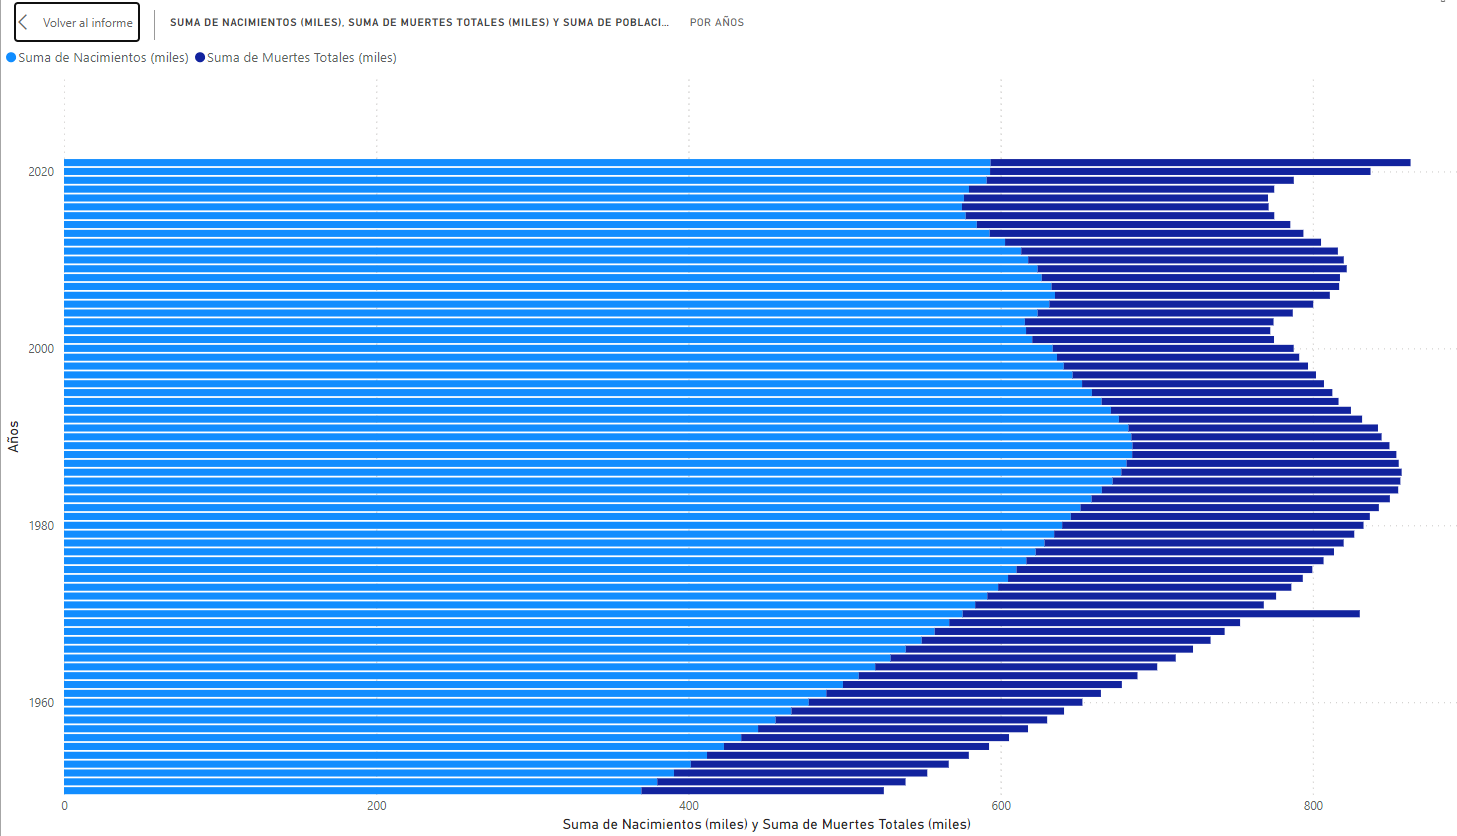 Volver al informe
SUMA DE NACIMIENTOS (MILES), SUMA DE MUERTES TOTALES (MILES) Y SUMA DE POBLACI... POR AÑOS
Suma de Nacimientos (miles) Suma de Muertes Totales (miles)
2020
2000
Años
1980
1960
0 200 400 600 800
Suma de Nacimientos (miles) y Suma de Muertes Totales (miles)